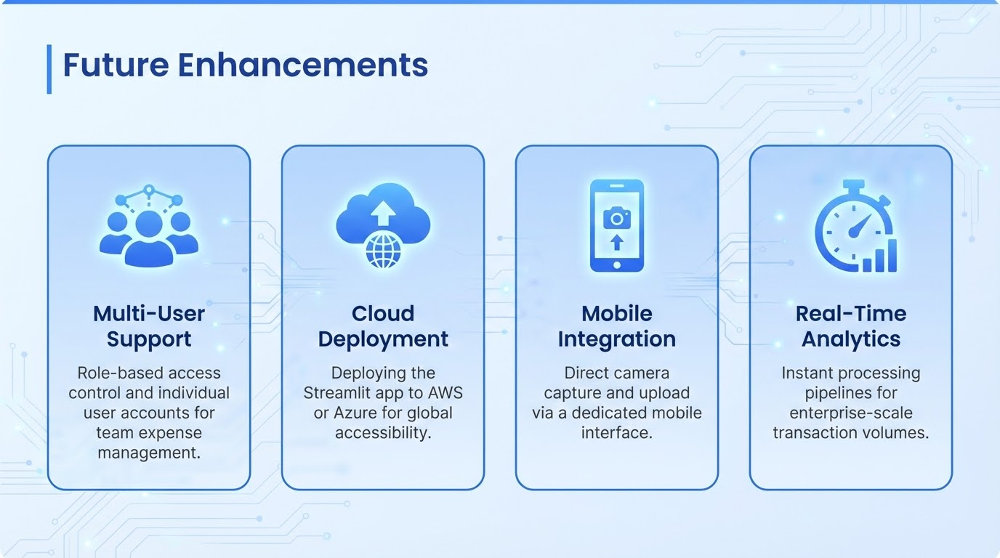 Future Enhancements
Multi-User
Support
Role-based access
control and individual
user accounts for
team expense
management.
Cloud
Deployment
Deploying the
Streamlit app to AWS
or Azure for global
accessibility.
Mobile
Integration
Direct camera
capture and upload
via a dedicated mobile
interface.
Real-Time
Analytics
Instant processing
pipelines for
enterprise-scale
transaction volumes.